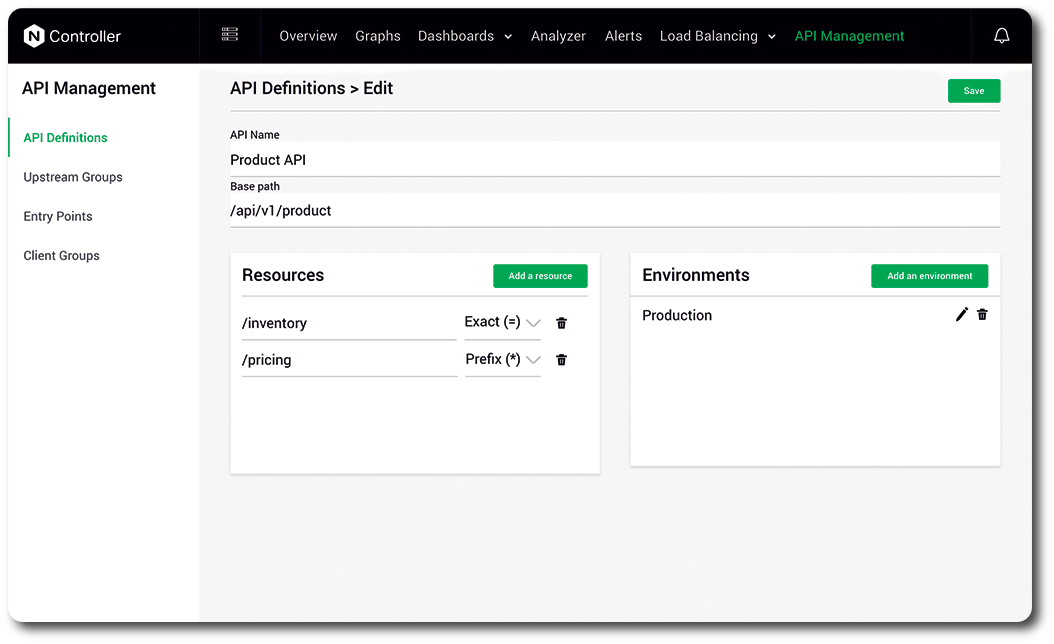 N Controller
Overview Graphs Dashboards Analyzer Alerts Load Balancing API Management
API Management
API Definitions
Upstream Groups
Entry Points
Client Groups
API Definitions > Edit
Save
API Name
Product API
Base path
/api/v1/product
Resources
Add a resource
/inventory Exact (=)
/pricing Prefix (*)
Environments
Add an environment
Production